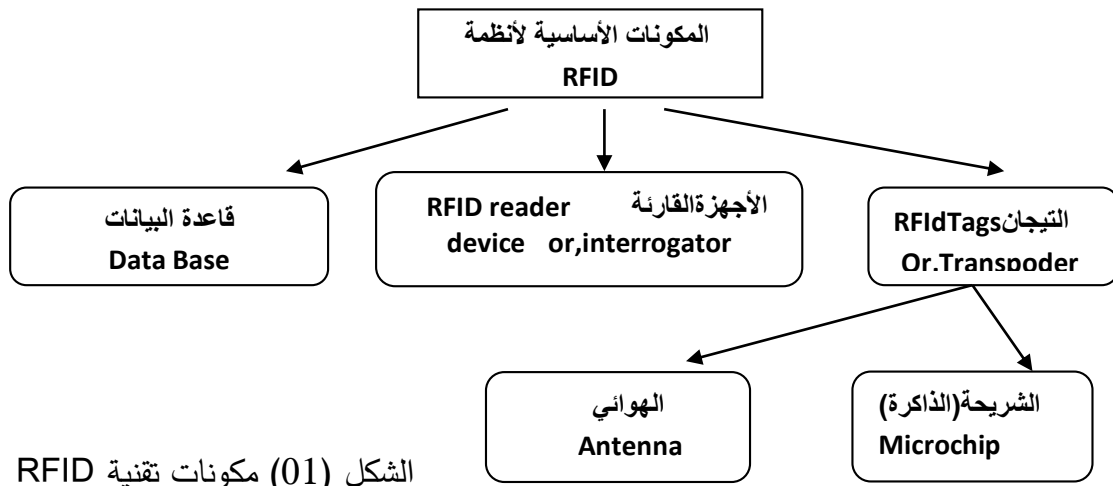 المكونات الأساسية لأنظمة
RFID
التيجانRFIdTags
Or.Transpoder
الأجهزةالقارئة RFID reader
device or,interrogator
قاعدة البيانات
Data Base
الشريحة(الذاكرة)
Microchip
الهوائي
Antenna
الشكل (01) مكونات تقنية RFID